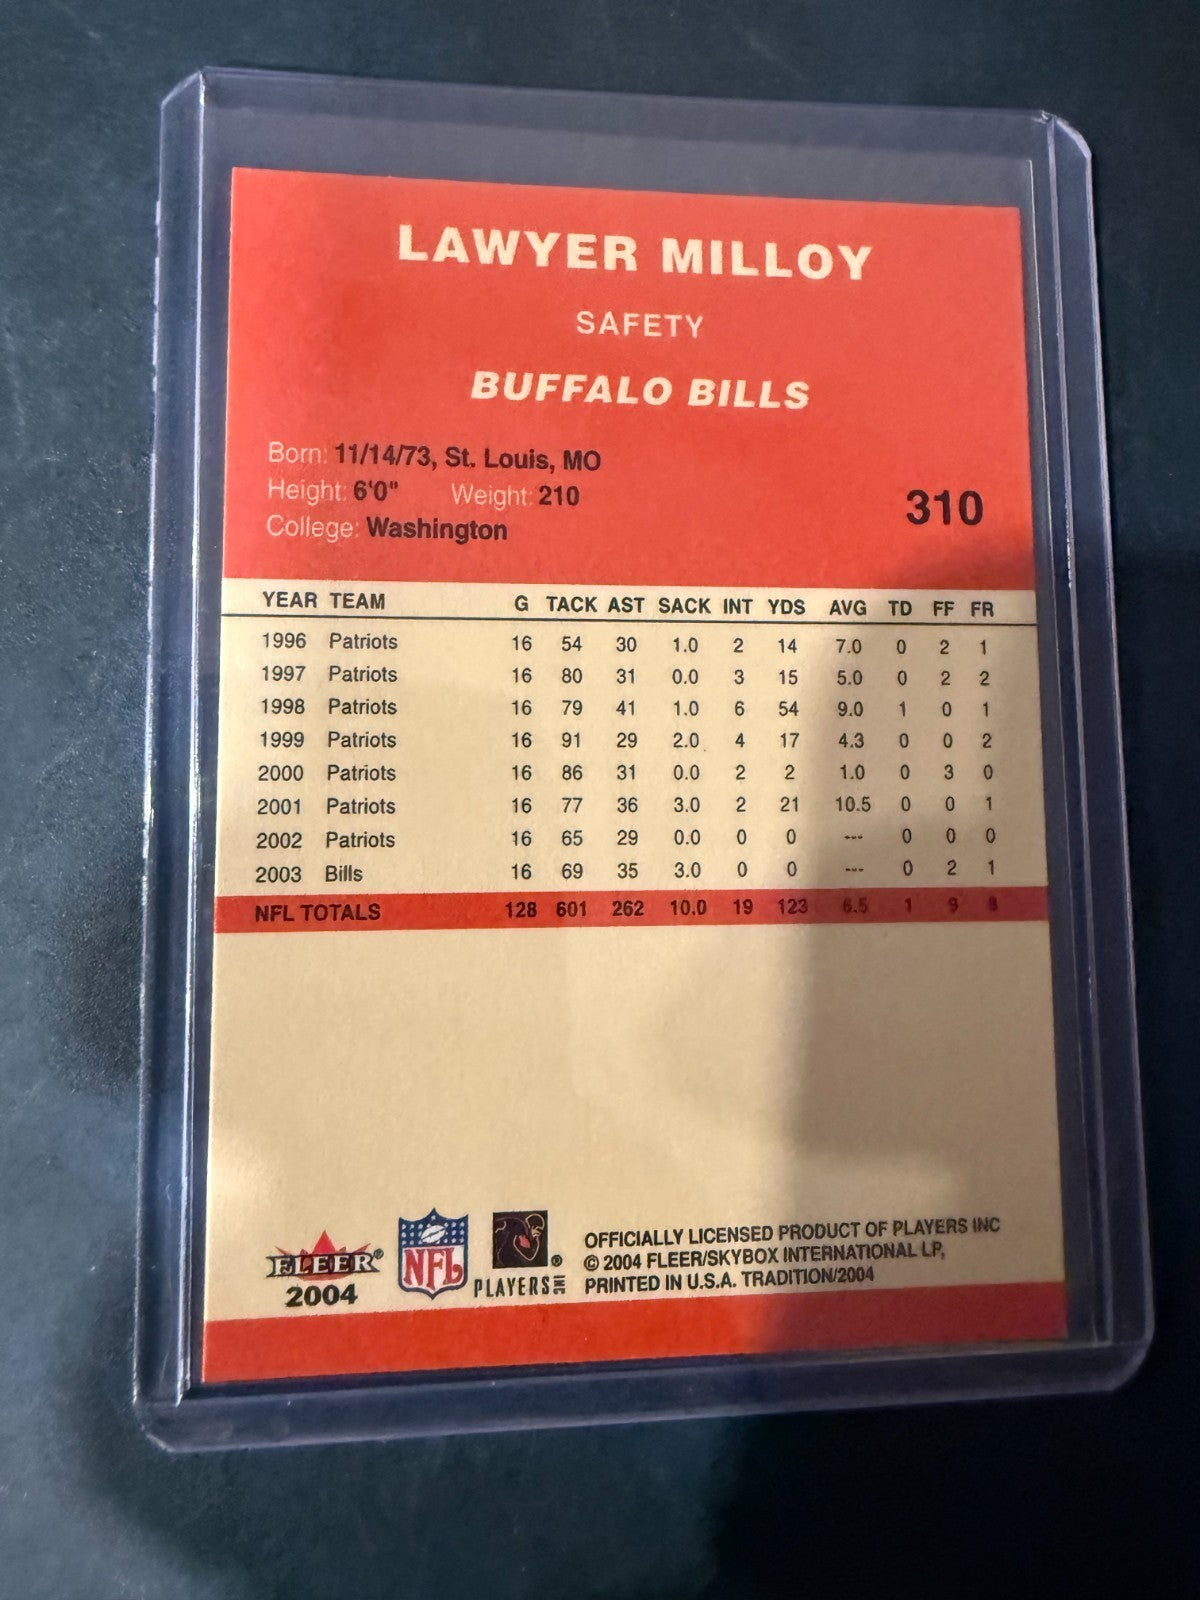 LAWYER MILLOY
SAFETY
BUFFALO BILLS
Born: 11/14/73, St. Louis, MO
Height: 6'0" Weight: 210
College: Washington
310
YEAR TEAM G TACK AST SACK INT YDS AVG TD FF FR
1996 Patriots 16 54 30 1.0 2 14 7.0 0 2 1
1997 Patriots 16 80 31 0.0 3 15 5.0 0 2 2
1998 Patriots 16 79 41 1.0 6 54 9.0 1 0 1
1999 Patriots 16 91 29 2.0 4 17 4.3 0 0 2
2000 Patriots 16 86 31 0.0 2 2 1.0 0 3 0
2001 Patriots 16 77 36 3.0 2 21 10.5 0 0 1
2002 Patriots 16 65 29 0.0 0 0 --- 0 0 0
2003 Bills 16 69 35 3.0 0 0 --- 0 2 1
NFL TOTALS 128 601 262 10.0 19 123 6.5 1 9 8
FLEER®
2004
NFL
®
PLAYERS INC
OFFICIALLY LICENSED PRODUCT OF PLAYERS INC
© 2004 FLEER/SKYBOX INTERNATIONAL LP,
PRINTED IN U.S.A. TRADITION/2004